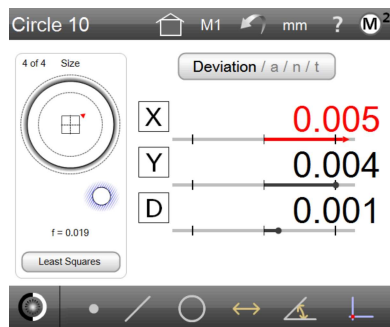 Circle 10 M1 mm ? M2
4 of 4 Size
Deviation / a / n / t
X 0.005
Y 0.004
D 0.001
f = 0.019
Least Squares